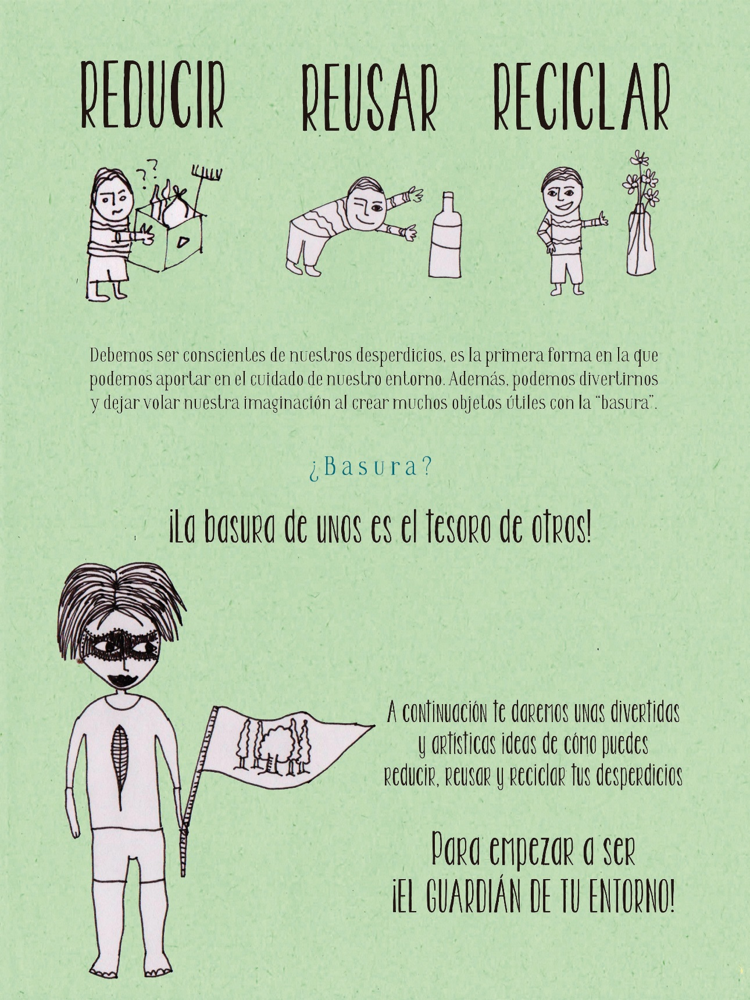 REDUCIR REUSAR RECICLAR
? ?
Debemos ser conscientes de nuestros desperdicios, es la primera forma en la que
podemos aportar en el cuidado de nuestro entorno. Además, podemos divertirnos
y dejar volar nuestra imaginación al crear muchos objetos útiles con la “basura”.
¿Basura?
¡La basura de unos es el tesoro de otros!
A continuación te daremos unas divertidas
y artísticas ideas de cómo puedes
reducir, reusar y reciclar tus desperdicios
Para empezar a ser
¡EL GUARDIÁN DE TU ENTORNO!